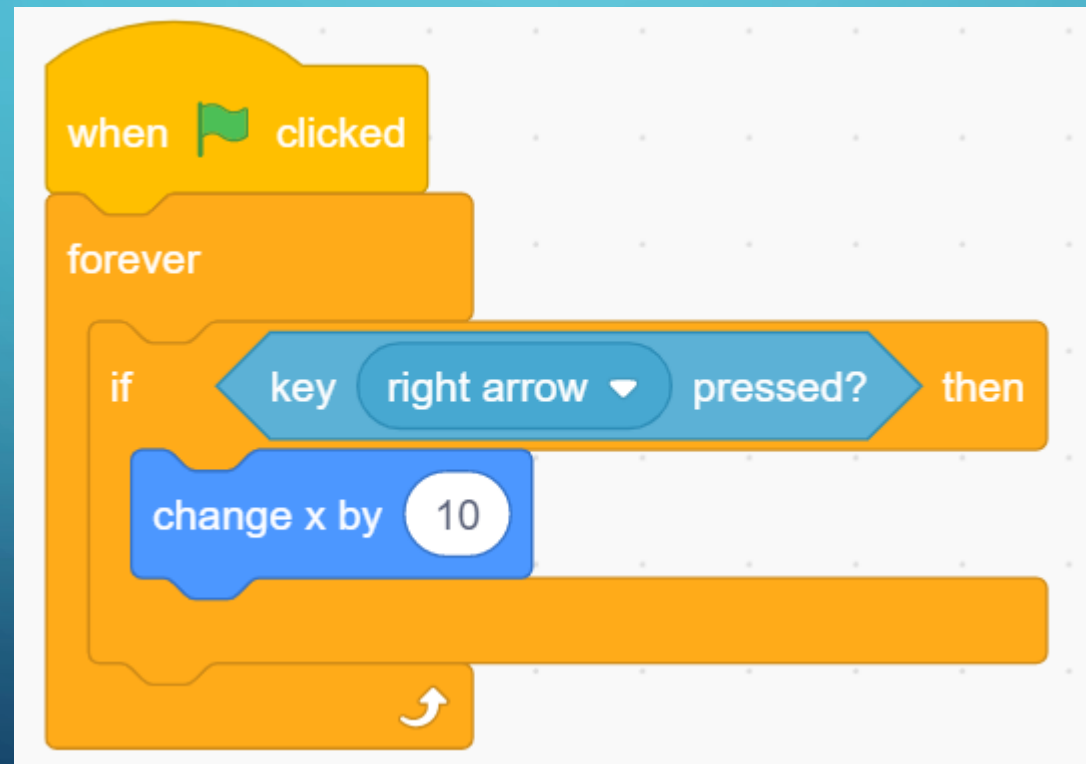 when clicked
forever
if key right arrow pressed? then
change x by 10